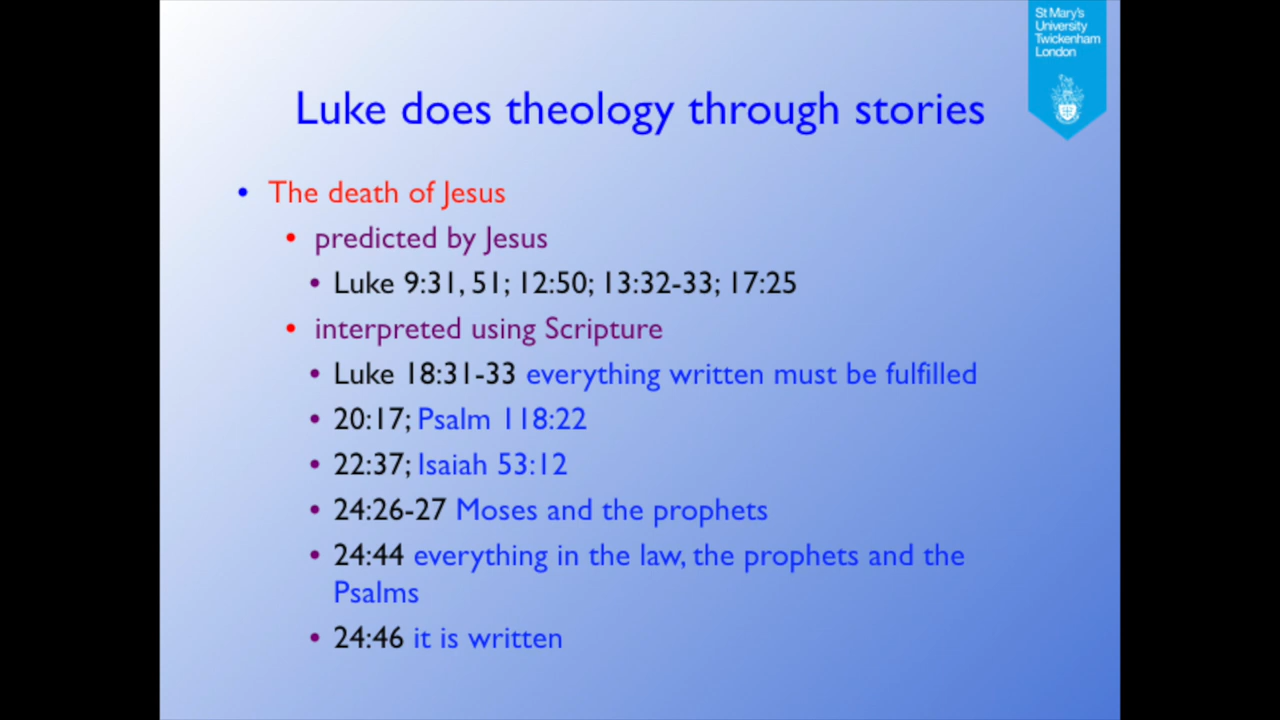 St Mary's
University
Twickenham
London
Luke does theology through stories
• The death of Jesus
• predicted by Jesus
• Luke 9:31, 51; 12:50; 13:32-33; 17:25
• interpreted using Scripture
• Luke 18:31-33 everything written must be fulfilled
• 20:17; Psalm 118:22
• 22:37; Isaiah 53:12
• 24:26-27 Moses and the prophets
• 24:44 everything in the law, the prophets and the
Psalms
• 24:46 it is written